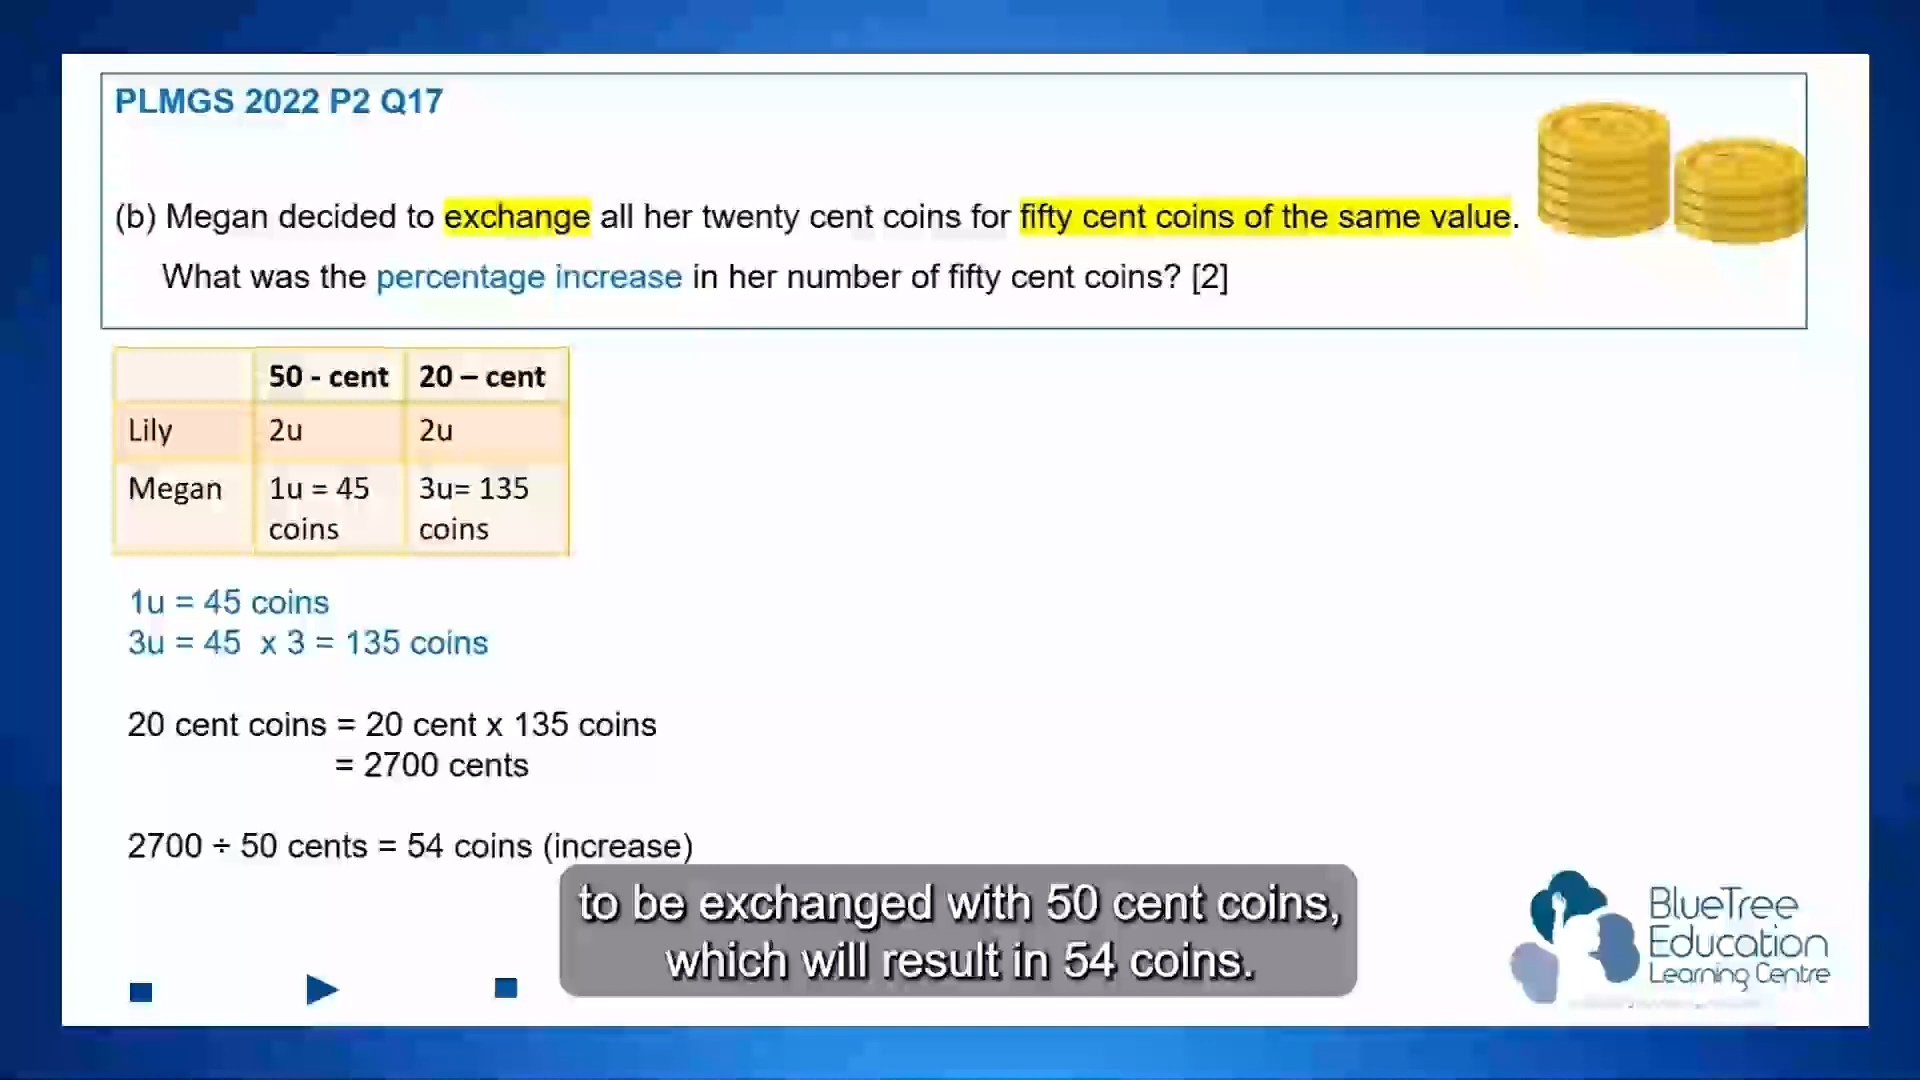 PLMGS 2022 P2 Q17
(b) Megan decided to exchange all her twenty cent coins for fifty cent coins of the same value.
What was the percentage increase in her number of fifty cent coins? [2]
50 - cent 20 – cent
Lily 2u 2u
Megan 1u = 45 coins 3u= 135 coins
1u = 45 coins
3u = 45 x 3 = 135 coins
20 cent coins = 20 cent x 135 coins
= 2700 cents
2700 ÷ 50 cents = 54 coins (increase)
to be exchanged with 50 cent coins,
which will result in 54 coins.
BlueTree
Education
Learning Centre